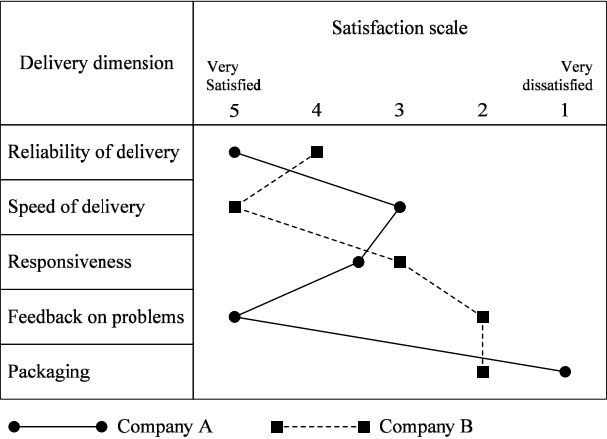 Satisfaction scale
Delivery dimension
Very Satisfied
Very dissatisfied
5 4 3 2 1
Reliability of delivery
Speed of delivery
Responsiveness
Feedback on problems
Packaging
Company A Company B